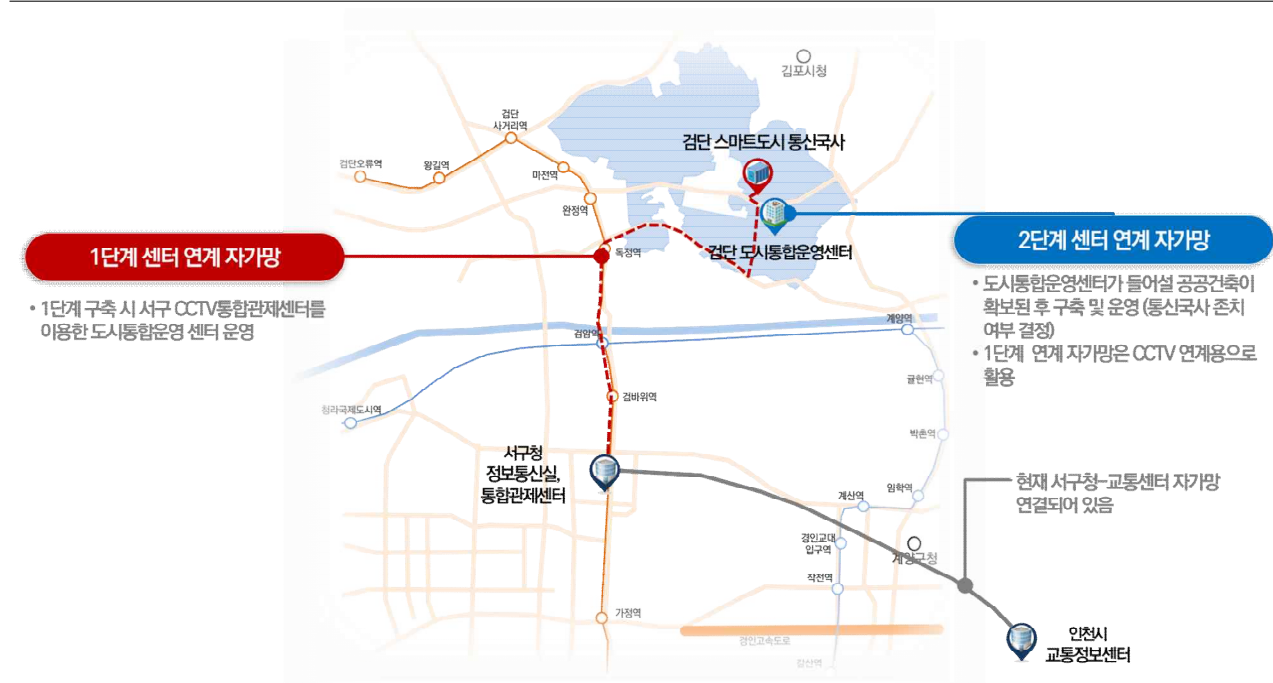 김포시청
검단
사거리역
검단 스마트도시 통신국사
검단오류역
왕길역
마전역
완정역
독정역
검단 도시통합운영센터
1단계 센터 연계 자가망
• 1단계 구축 시 서구 CCTV통합관제센터를
이용한 도시통합운영 센터 운영
2단계 센터 연계 자가망
• 도시통합운영센터가 들어설 공공건축이
확보된 후 구축 및 운영 (통신국사 존치
여부 결정)
• 1단계 연계 자가망은 CCTV 연계용으로
활용
계양역
검암역
귤현역
검바위역
청라국제도시역
박촌역
서구청
정보통신실,
통합관제센터
계산역
임학역
현재 서구청-교통센터 자가망
연결되어 있음
경인교대
입구역
계양구청
작전역
가정역
경인고속도로
갈산역
인천시
교통정보센터